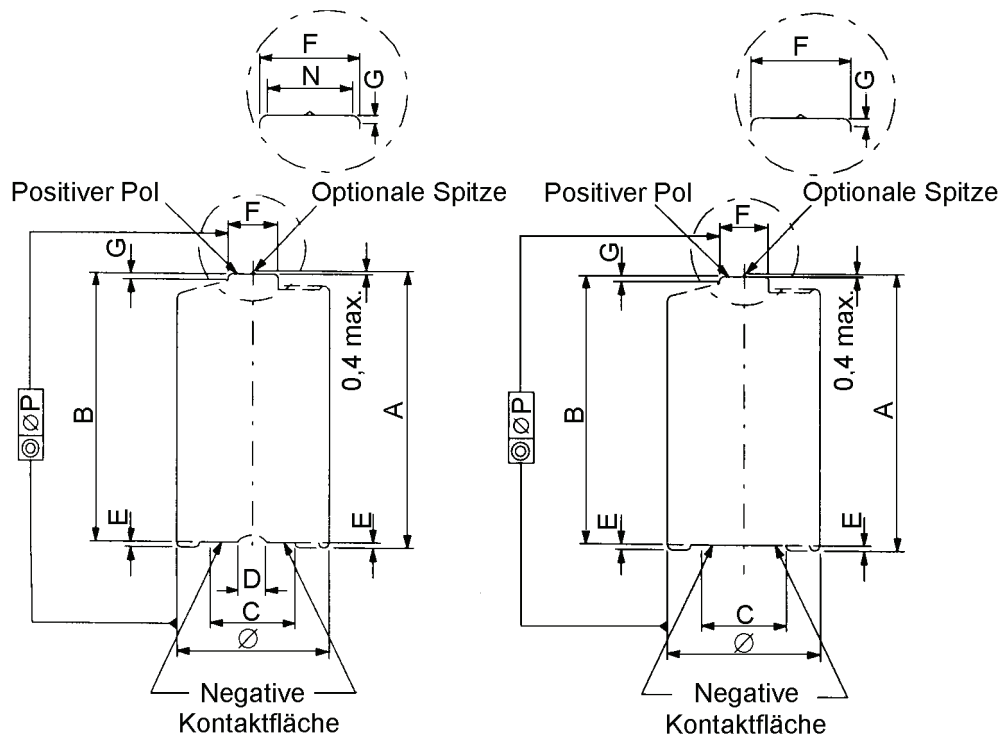 F
N
G
F
G
Positiver Pol
Optionale Spitze
F
G
0,4 max.
B
A
⌀P
◎
E
E
D
C
⌀
Negative
Kontaktfläche
Positiver Pol
Optionale Spitze
F
G
0,4 max.
B
A
⌀P
◎
E
E
C
⌀
Negative
Kontaktfläche